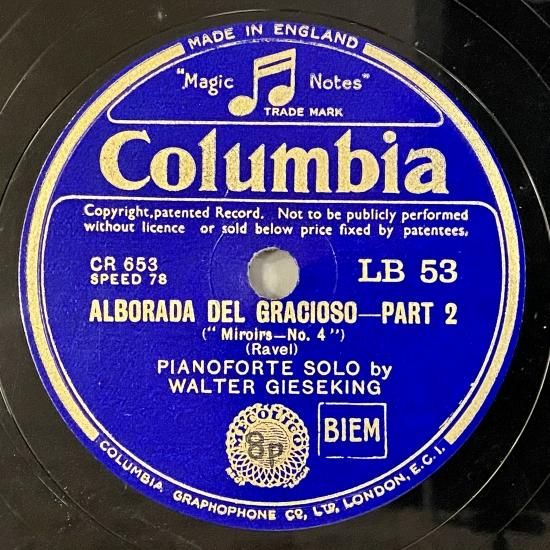 MADE IN ENGLAND
"Magic Notes"
TRADE MARK
Columbia
Copyright, patented Record. Not to be publicly performed
without licence or sold below price fixed by patentees.
CR 653
LB 53
SPEED 78
ALBORADA DEL GRACIOSO—PART 2
("Miroirs—No. 4")
(Ravel)
PIANOFORTE SOLO by
WALTER GIESEKING
8p
BIEM
COLUMBIA GRAPHOPHONE CO., LTD., LONDON, E.C.1.